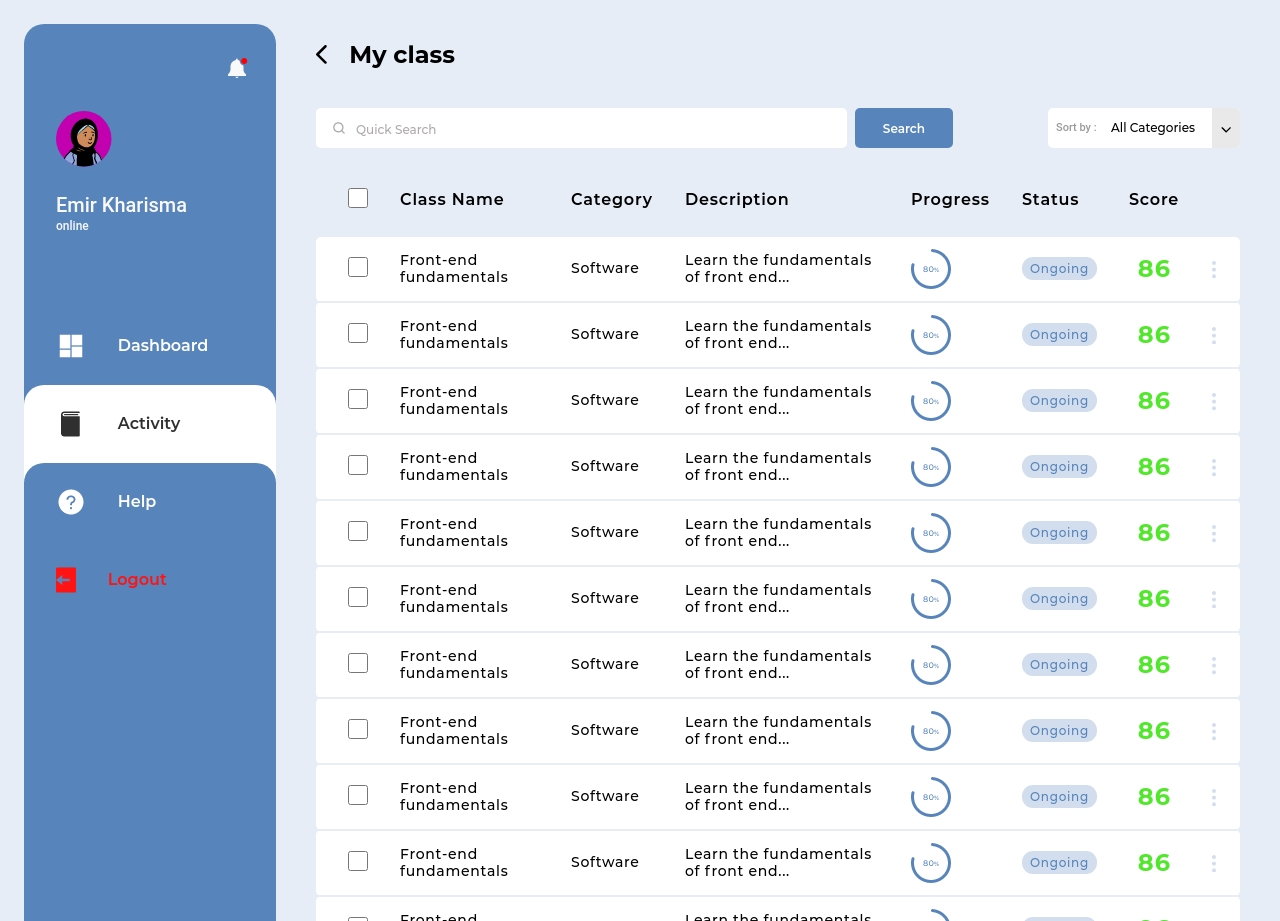 My class
Emir Kharisma
online
Dashboard
Activity
Help
Logout
Quick Search
Search
Sort by :
All Categories
Class Name Category Description Progress Status Score
Front-end
fundamentals
Software
Learn the fundamentals
of front end...
80%
Ongoing
86
Front-end
fundamentals
Software
Learn the fundamentals
of front end...
80%
Ongoing
86
Front-end
fundamentals
Software
Learn the fundamentals
of front end...
80%
Ongoing
86
Front-end
fundamentals
Software
Learn the fundamentals
of front end...
80%
Ongoing
86
Front-end
fundamentals
Software
Learn the fundamentals
of front end...
80%
Ongoing
86
Front-end
fundamentals
Software
Learn the fundamentals
of front end...
80%
Ongoing
86
Front-end
fundamentals
Software
Learn the fundamentals
of front end...
80%
Ongoing
86
Front-end
fundamentals
Software
Learn the fundamentals
of front end...
80%
Ongoing
86
Front-end
fundamentals
Software
Learn the fundamentals
of front end...
80%
Ongoing
86
Front-end
fundamentals
Software
Learn the fundamentals
of front end...
80%
Ongoing
86
Front-end
Learn the fundamentals